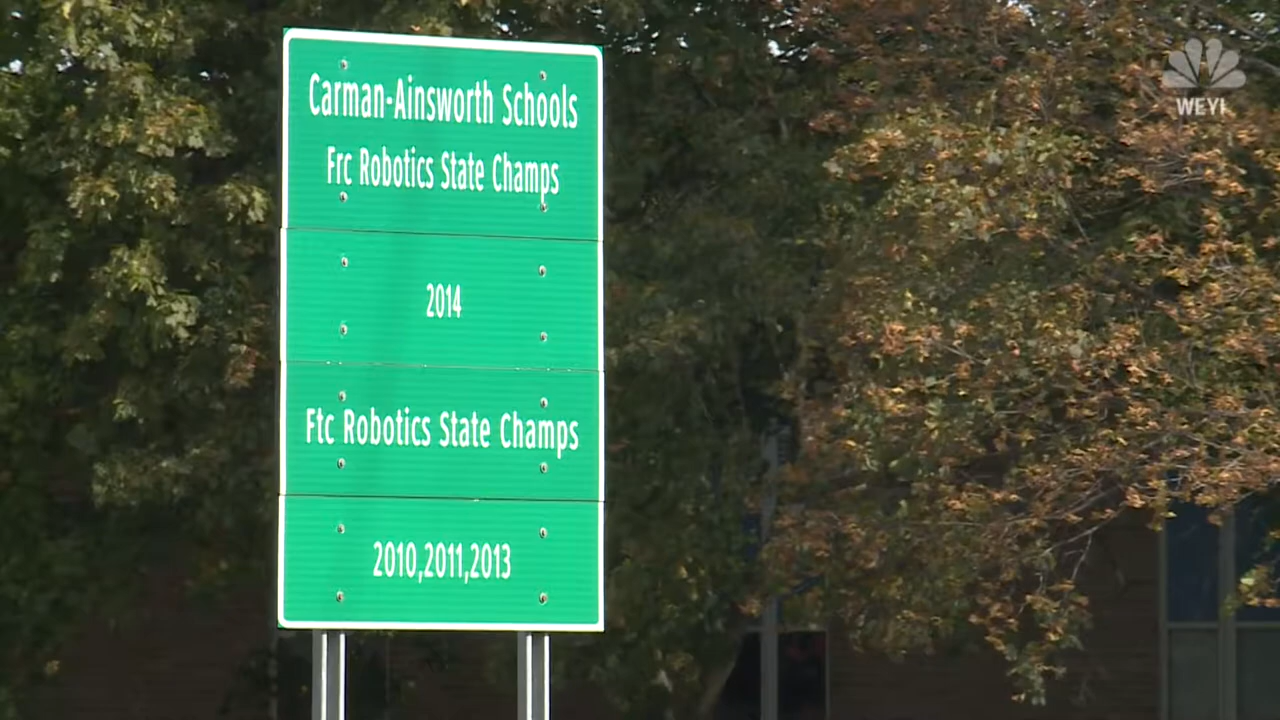 Carman-Ainsworth Schools
Frc Robotics State Champs
2014
Ftc Robotics State Champs
2010,2011,2013
WEYI